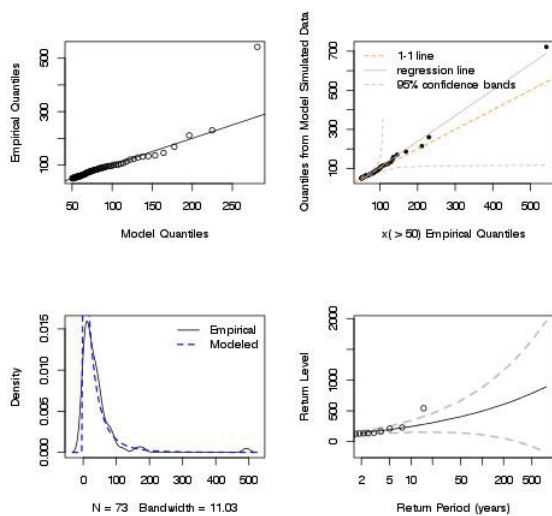 Empirical Quantiles
100
300
500
50
100
150
200
250
Model Quantiles
Quantiles from Model Simulated Data
100
300
500
700
1-1 line
regression line
95% confidence bands
100
200
300
400
500
x( > 50) Empirical Quantiles
Density
0.000
0.005
0.010
0.015
Empirical
Modeled
0
100
200
300
400
500
N = 73 Bandwidth = 11.03
Return Level
0
500
1000
2000
2
5
10
50
200
500
Return Period (years)